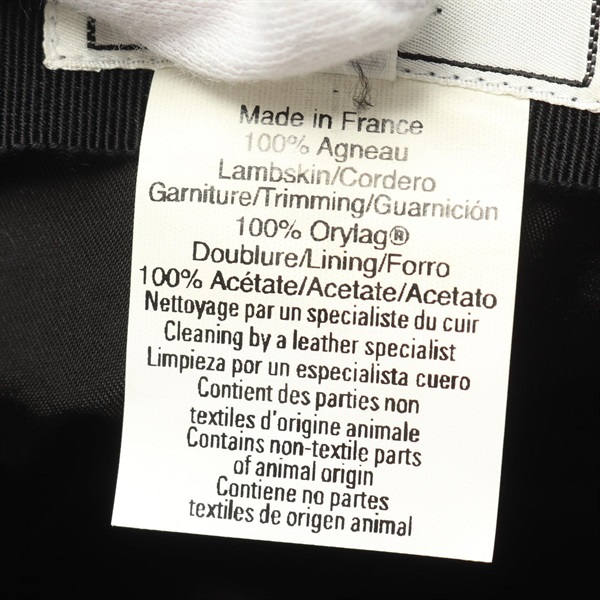 Made in France
100% Agneau
Lambskin/Cordero
Garniture/Trimming/Guarnición
100% Orylag®
Doublure/Lining/Forro
100% Acétate/Acetate/Acetato
Nettoyage par un specialiste du cuir
Cleaning by a leather specialist
Limpieza por un especialista cuero
Contient des parties non
textiles d'origine animale
Contains non-textile parts
of animal origin
Contiene no partes
textiles de origen animal